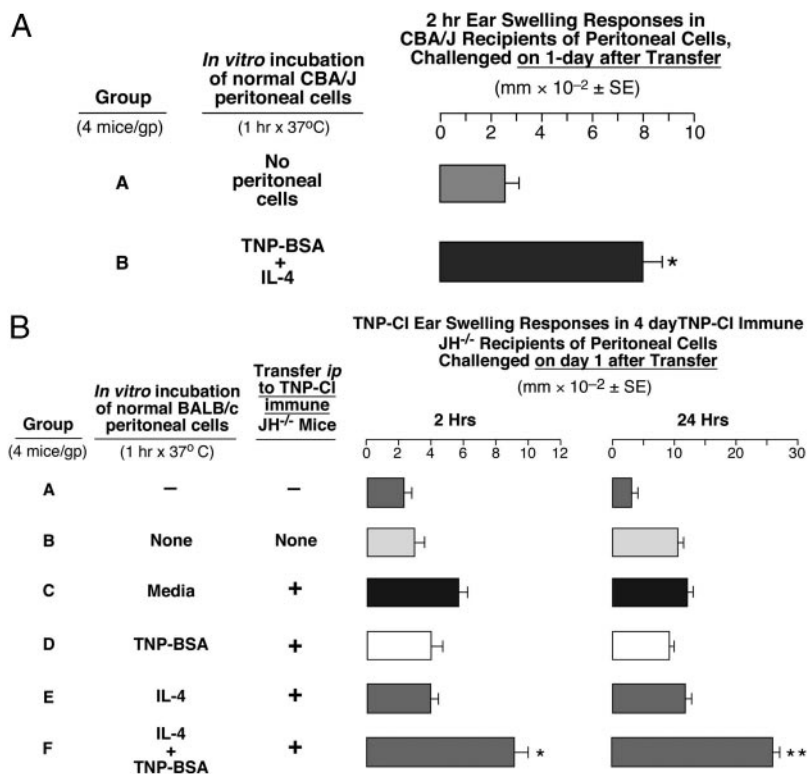 A
2 hr Ear Swelling Responses in
CBA/J Recipients of Peritoneal Cells,
Challenged on 1-day after Transfer
(mm × 10⁻² ± SE)
In vitro incubation
of normal CBA/J
peritoneal cells
Group
(4 mice/gp)
(1 hr x 37ºC)
0 2 4 6 8 10
A
No
peritoneal
cells
B
TNP-BSA
+
IL-4
*
B
TNP-Cl Ear Swelling Responses in 4 dayTNP-Cl Immune
JH⁻/⁻ Recipients of Peritoneal Cells
Challenged on day 1 after Transfer
(mm × 10⁻² ± SE)
Group
(4 mice/gp)
In vitro incubation
of normal BALB/c
peritoneal cells
(1 hr x 37º C)
Transfer ip
to TNP-Cl
immune
JH⁻/⁻ Mice
2 Hrs
24 Hrs
0 2 4 6 8 10 12
0 10 20 30
A – –
B None None
C Media +
D TNP-BSA +
E IL-4 +
F
IL-4
+
TNP-BSA
+
*
**